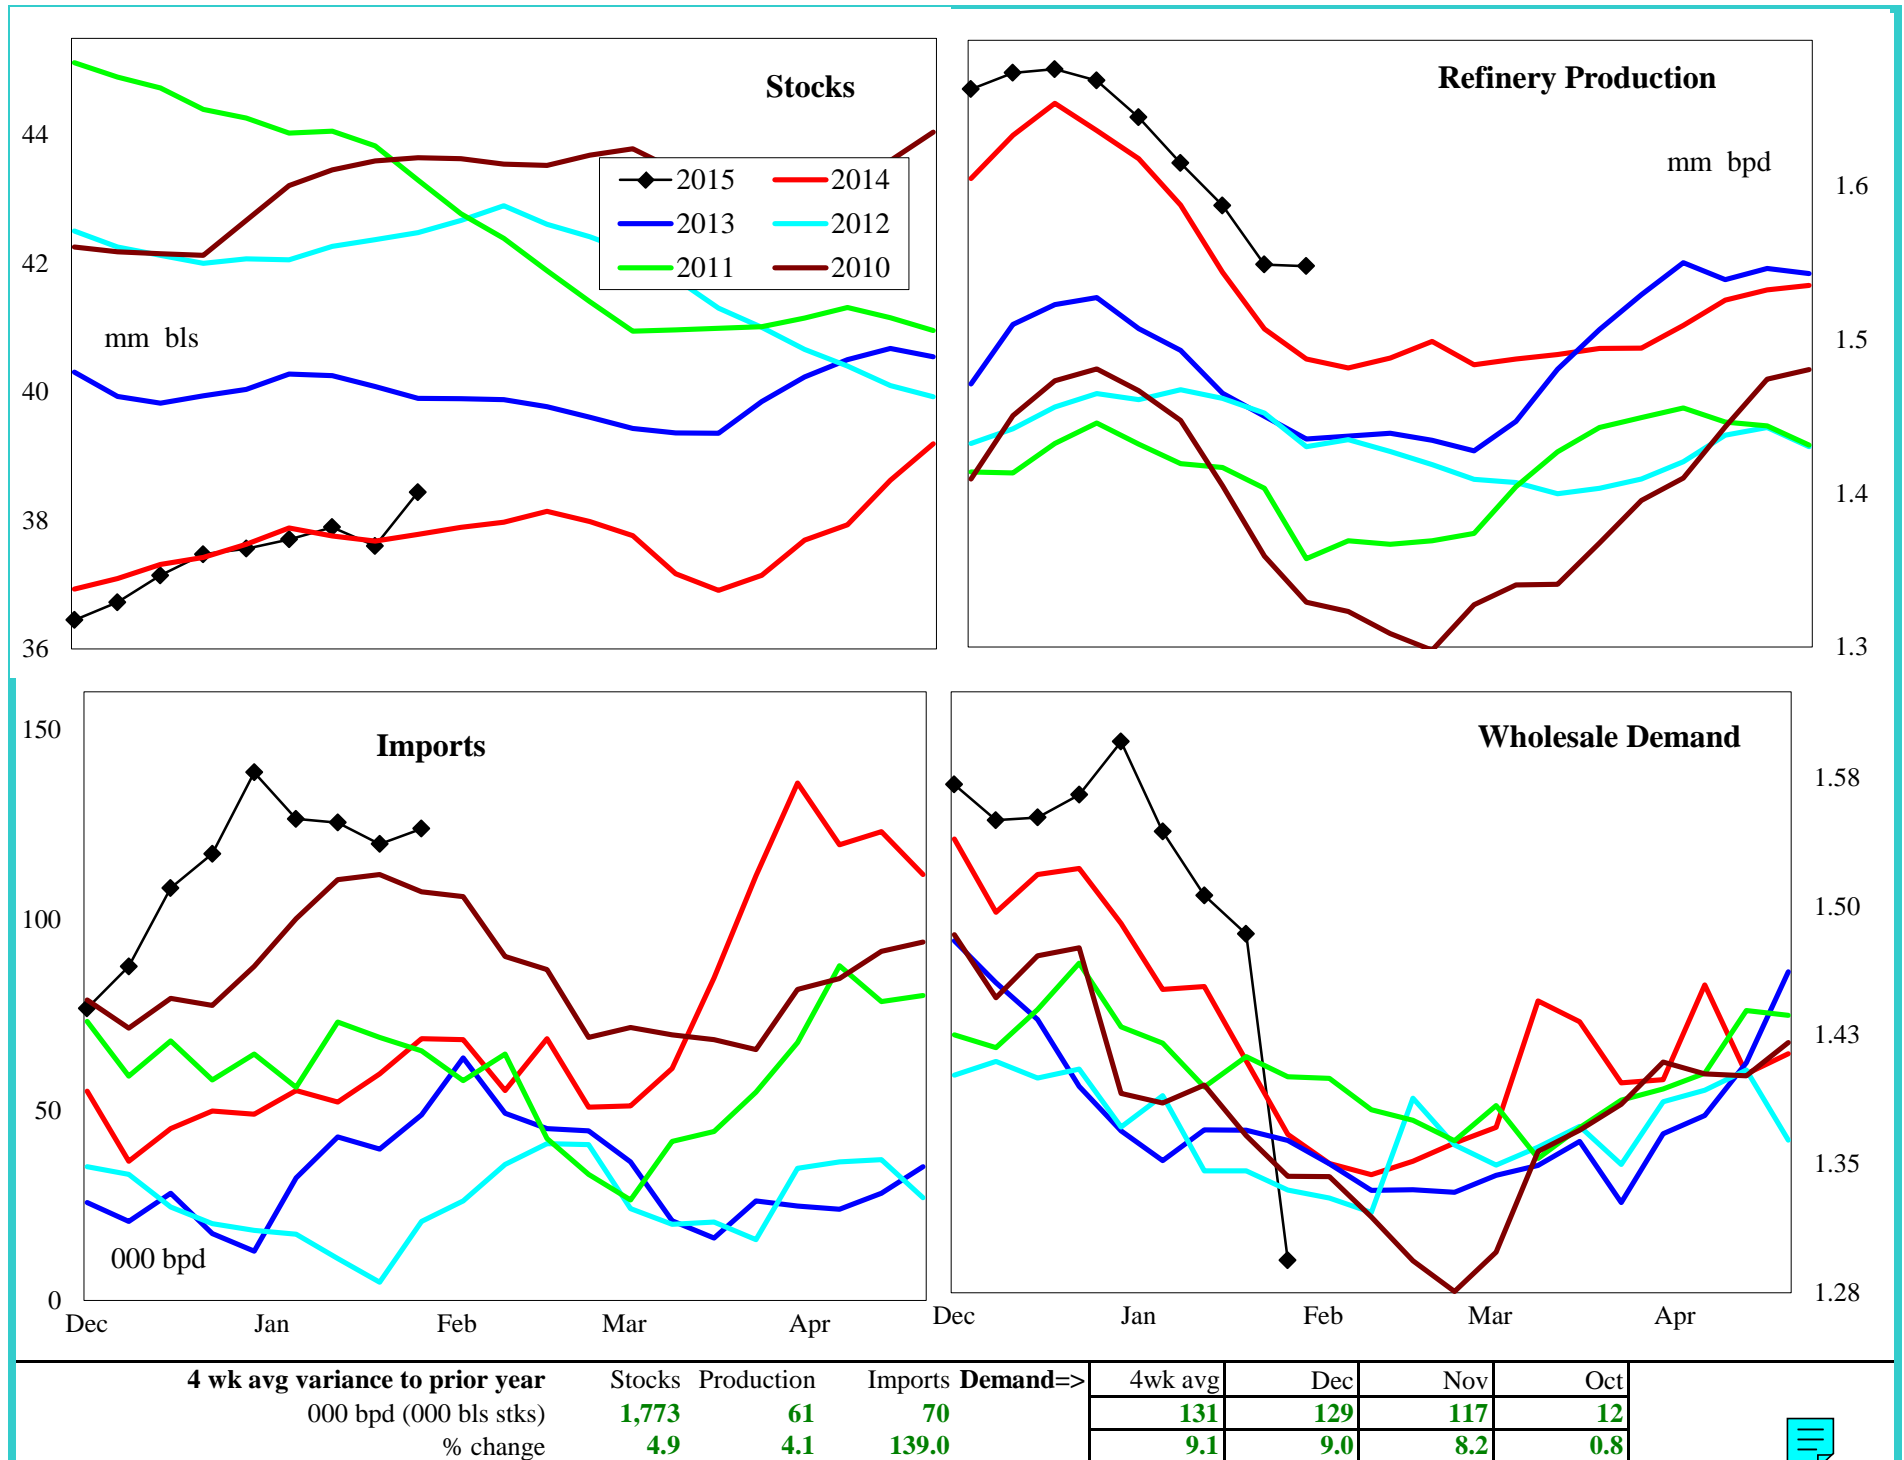 Stocks
44
42
40
38
36
mm bls
2015
2014
2013
2012
2011
2010
Refinery Production
mm bpd
1.6
1.5
1.4
1.3
Imports
150
100
50
0
000 bpd
Dec Jan Feb Mar Apr
Wholesale Demand
1.58
1.50
1.43
1.35
1.28
Dec Jan Feb Mar Apr
4 wk avg variance to prior year Stocks Production Imports Demand=> 4wk avg Dec Nov Oct
000 bpd (000 bls stks) 1,773 61 70 131 129 117 12
% change 4.9 4.1 139.0 9.1 9.0 8.2 0.8